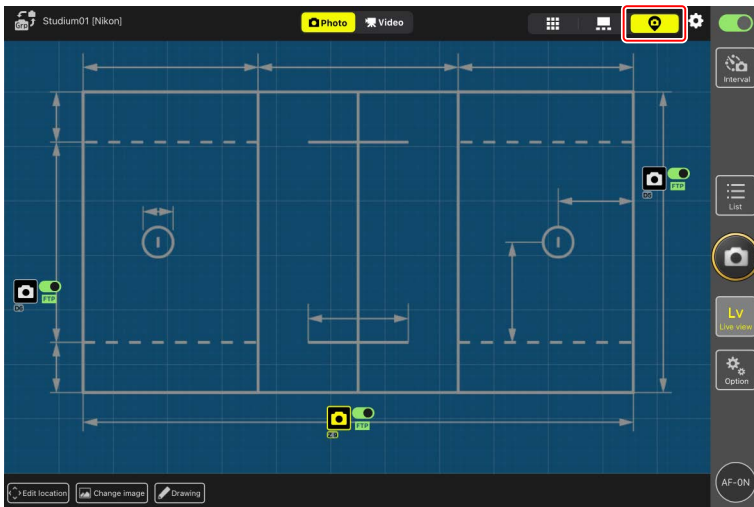 Grp
Studium01 [Nikon]
Photo
Video
Interval
FTP
List
FTP
Lv
Live view
Option
FTP
Edit location
Change image
Drawing
AF-ON